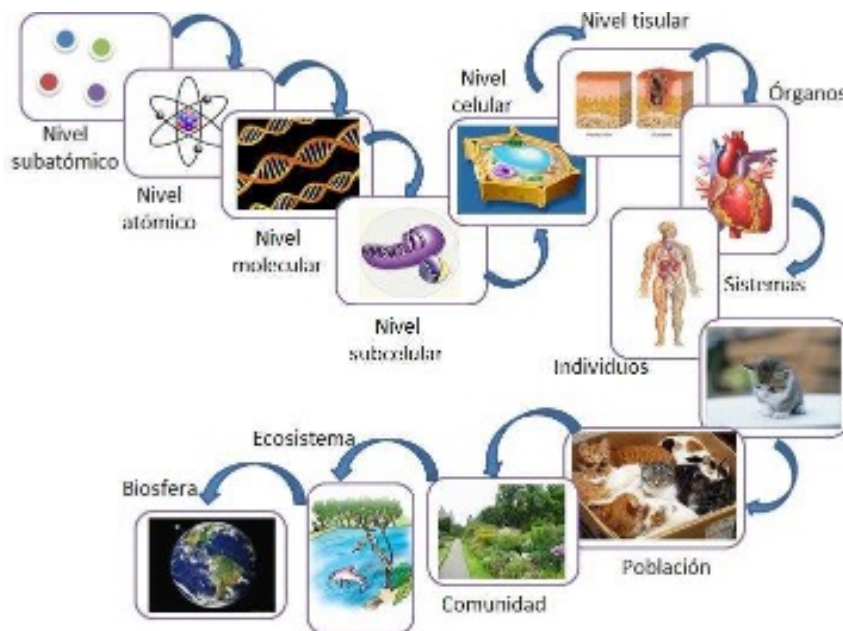 Nivel
subatómico
Nivel
atómico
Nivel
molecular
Nivel
subcelular
Nivel
celular
Nivel tisular
Órganos
Sistemas
Individuos
Población
Comunidad
Ecosistema
Biosfera